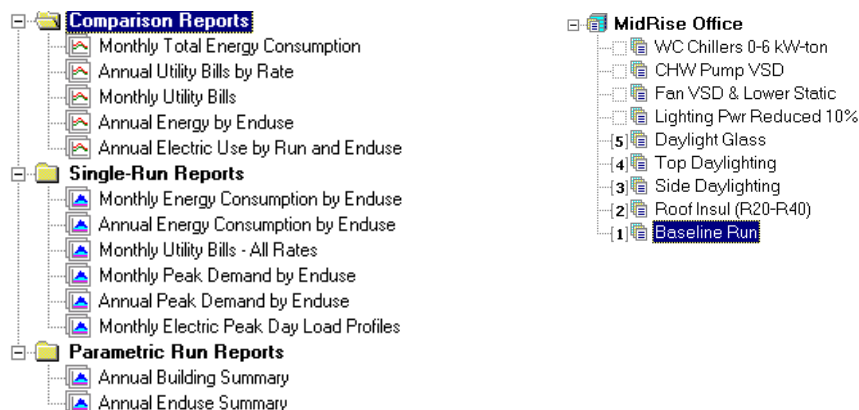 Comparison Reports
Monthly Total Energy Consumption
Annual Utility Bills by Rate
Monthly Utility Bills
Annual Energy by Enduse
Annual Electric Use by Run and Enduse
Single-Run Reports
Monthly Energy Consumption by Enduse
Annual Energy Consumption by Enduse
Monthly Utility Bills - All Rates
Monthly Peak Demand by Enduse
Annual Peak Demand by Enduse
Monthly Electric Peak Day Load Profiles
Parametric Run Reports
Annual Building Summary
Annual Enduse Summary
MidRise Office
WC Chillers 0-6 kW-ton
CHW Pump VSD
Fan VSD & Lower Static
Lighting Pwr Reduced 10%
5 Daylight Glass
4 Top Daylighting
3 Side Daylighting
2 Roof Insul (R20-R40)
1 Baseline Run